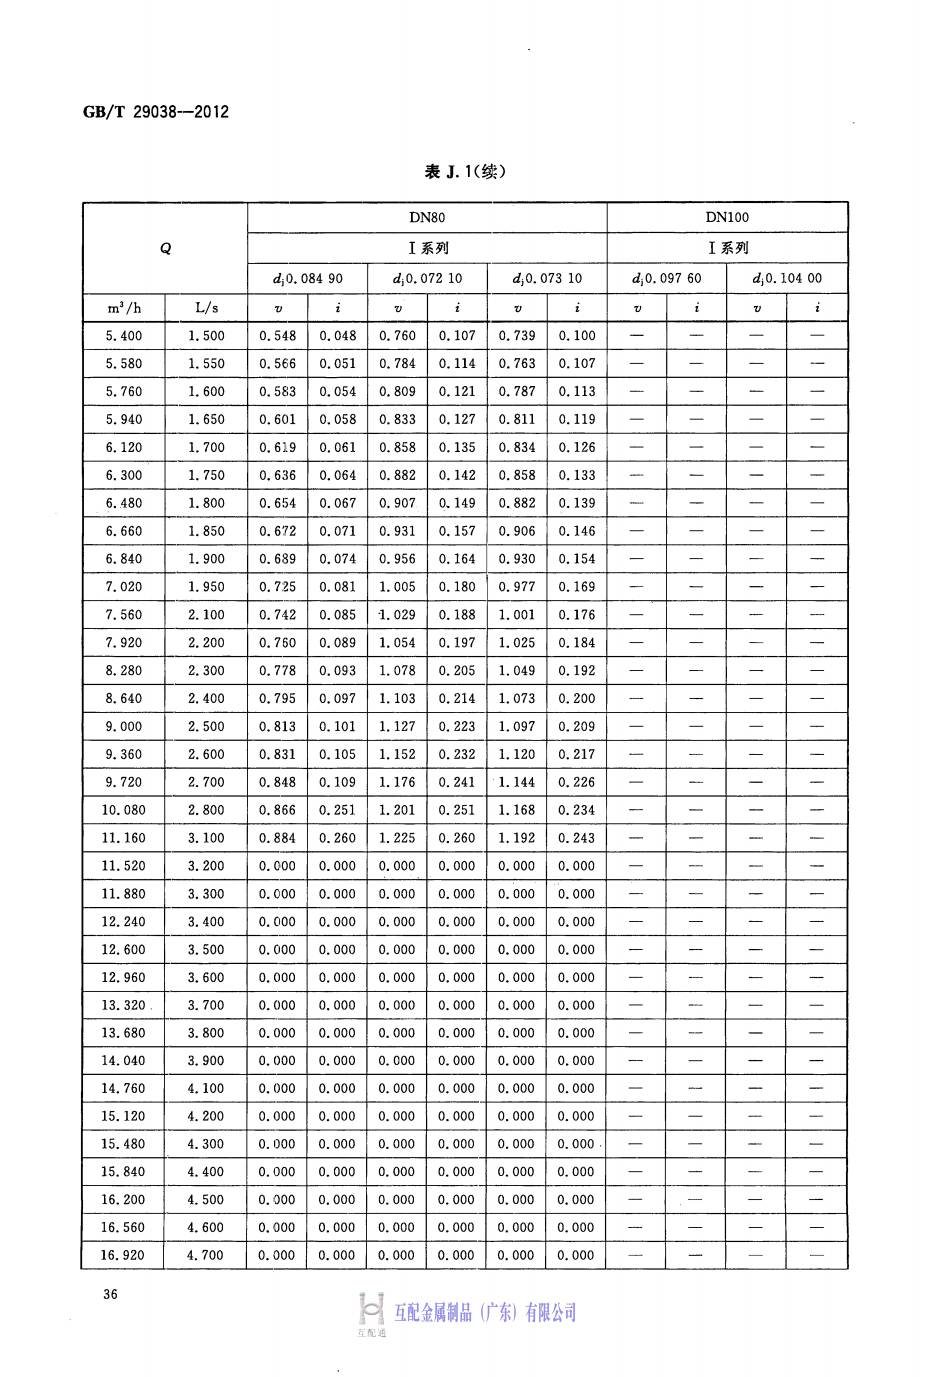 GB/T 29038—2012
表 J.1(续)
Q DN80 DN100
Ⅰ系列 Ⅰ系列
dj0.084 90 dj0.072 10 dj0.073 10 dj0.097 60 dj0.104 00
m³/h L/s v i v i v i v i v i
5.400 1.500 0.548 0.048 0.760 0.107 0.739 0.100 — — — —
5.580 1.550 0.566 0.051 0.784 0.114 0.763 0.107 — — — —
5.760 1.600 0.583 0.054 0.809 0.121 0.787 0.113 — — — —
5.940 1.650 0.601 0.058 0.833 0.127 0.811 0.119 — — — —
6.120 1.700 0.619 0.061 0.858 0.135 0.834 0.126 — — — —
6.300 1.750 0.636 0.064 0.882 0.142 0.858 0.133 — — — —
6.480 1.800 0.654 0.067 0.907 0.149 0.882 0.139 — — — —
6.660 1.850 0.672 0.071 0.931 0.157 0.906 0.146 — — — —
6.840 1.900 0.689 0.074 0.956 0.164 0.930 0.154 — — — —
7.020 1.950 0.725 0.081 1.005 0.180 0.977 0.169 — — — —
7.560 2.100 0.742 0.085 1.029 0.188 1.001 0.176 — — — —
7.920 2.200 0.760 0.089 1.054 0.197 1.025 0.184 — — — —
8.280 2.300 0.778 0.093 1.078 0.205 1.049 0.192 — — — —
8.640 2.400 0.795 0.097 1.103 0.214 1.073 0.200 — — — —
9.000 2.500 0.813 0.101 1.127 0.223 1.097 0.209 — — — —
9.360 2.600 0.831 0.105 1.152 0.232 1.120 0.217 — — — —
9.720 2.700 0.848 0.109 1.176 0.241 1.144 0.226 — — — —
10.080 2.800 0.866 0.251 1.201 0.251 1.168 0.234 — — — —
11.160 3.100 0.884 0.260 1.225 0.260 1.192 0.243 — — — —
11.520 3.200 0.000 0.000 0.000 0.000 0.000 0.000 — — — —
11.880 3.300 0.000 0.000 0.000 0.000 0.000 0.000 — — — —
12.240 3.400 0.000 0.000 0.000 0.000 0.000 0.000 — — — —
12.600 3.500 0.000 0.000 0.000 0.000 0.000 0.000 — — — —
12.960 3.600 0.000 0.000 0.000 0.000 0.000 0.000 — — — —
13.320 3.700 0.000 0.000 0.000 0.000 0.000 0.000 — — — —
13.680 3.800 0.000 0.000 0.000 0.000 0.000 0.000 — — — —
14.040 3.900 0.000 0.000 0.000 0.000 0.000 0.000 — — — —
14.760 4.100 0.000 0.000 0.000 0.000 0.000 0.000 — — — —
15.120 4.200 0.000 0.000 0.000 0.000 0.000 0.000 — — — —
15.480 4.300 0.000 0.000 0.000 0.000 0.000 0.000 — — — —
15.840 4.400 0.000 0.000 0.000 0.000 0.000 0.000 — — — —
16.200 4.500 0.000 0.000 0.000 0.000 0.000 0.000 — — — —
16.560 4.600 0.000 0.000 0.000 0.000 0.000 0.000 — — — —
16.920 4.700 0.000 0.000 0.000 0.000 0.000 0.000 — — — —
36
互配金属制品（广东）有限公司
互配通